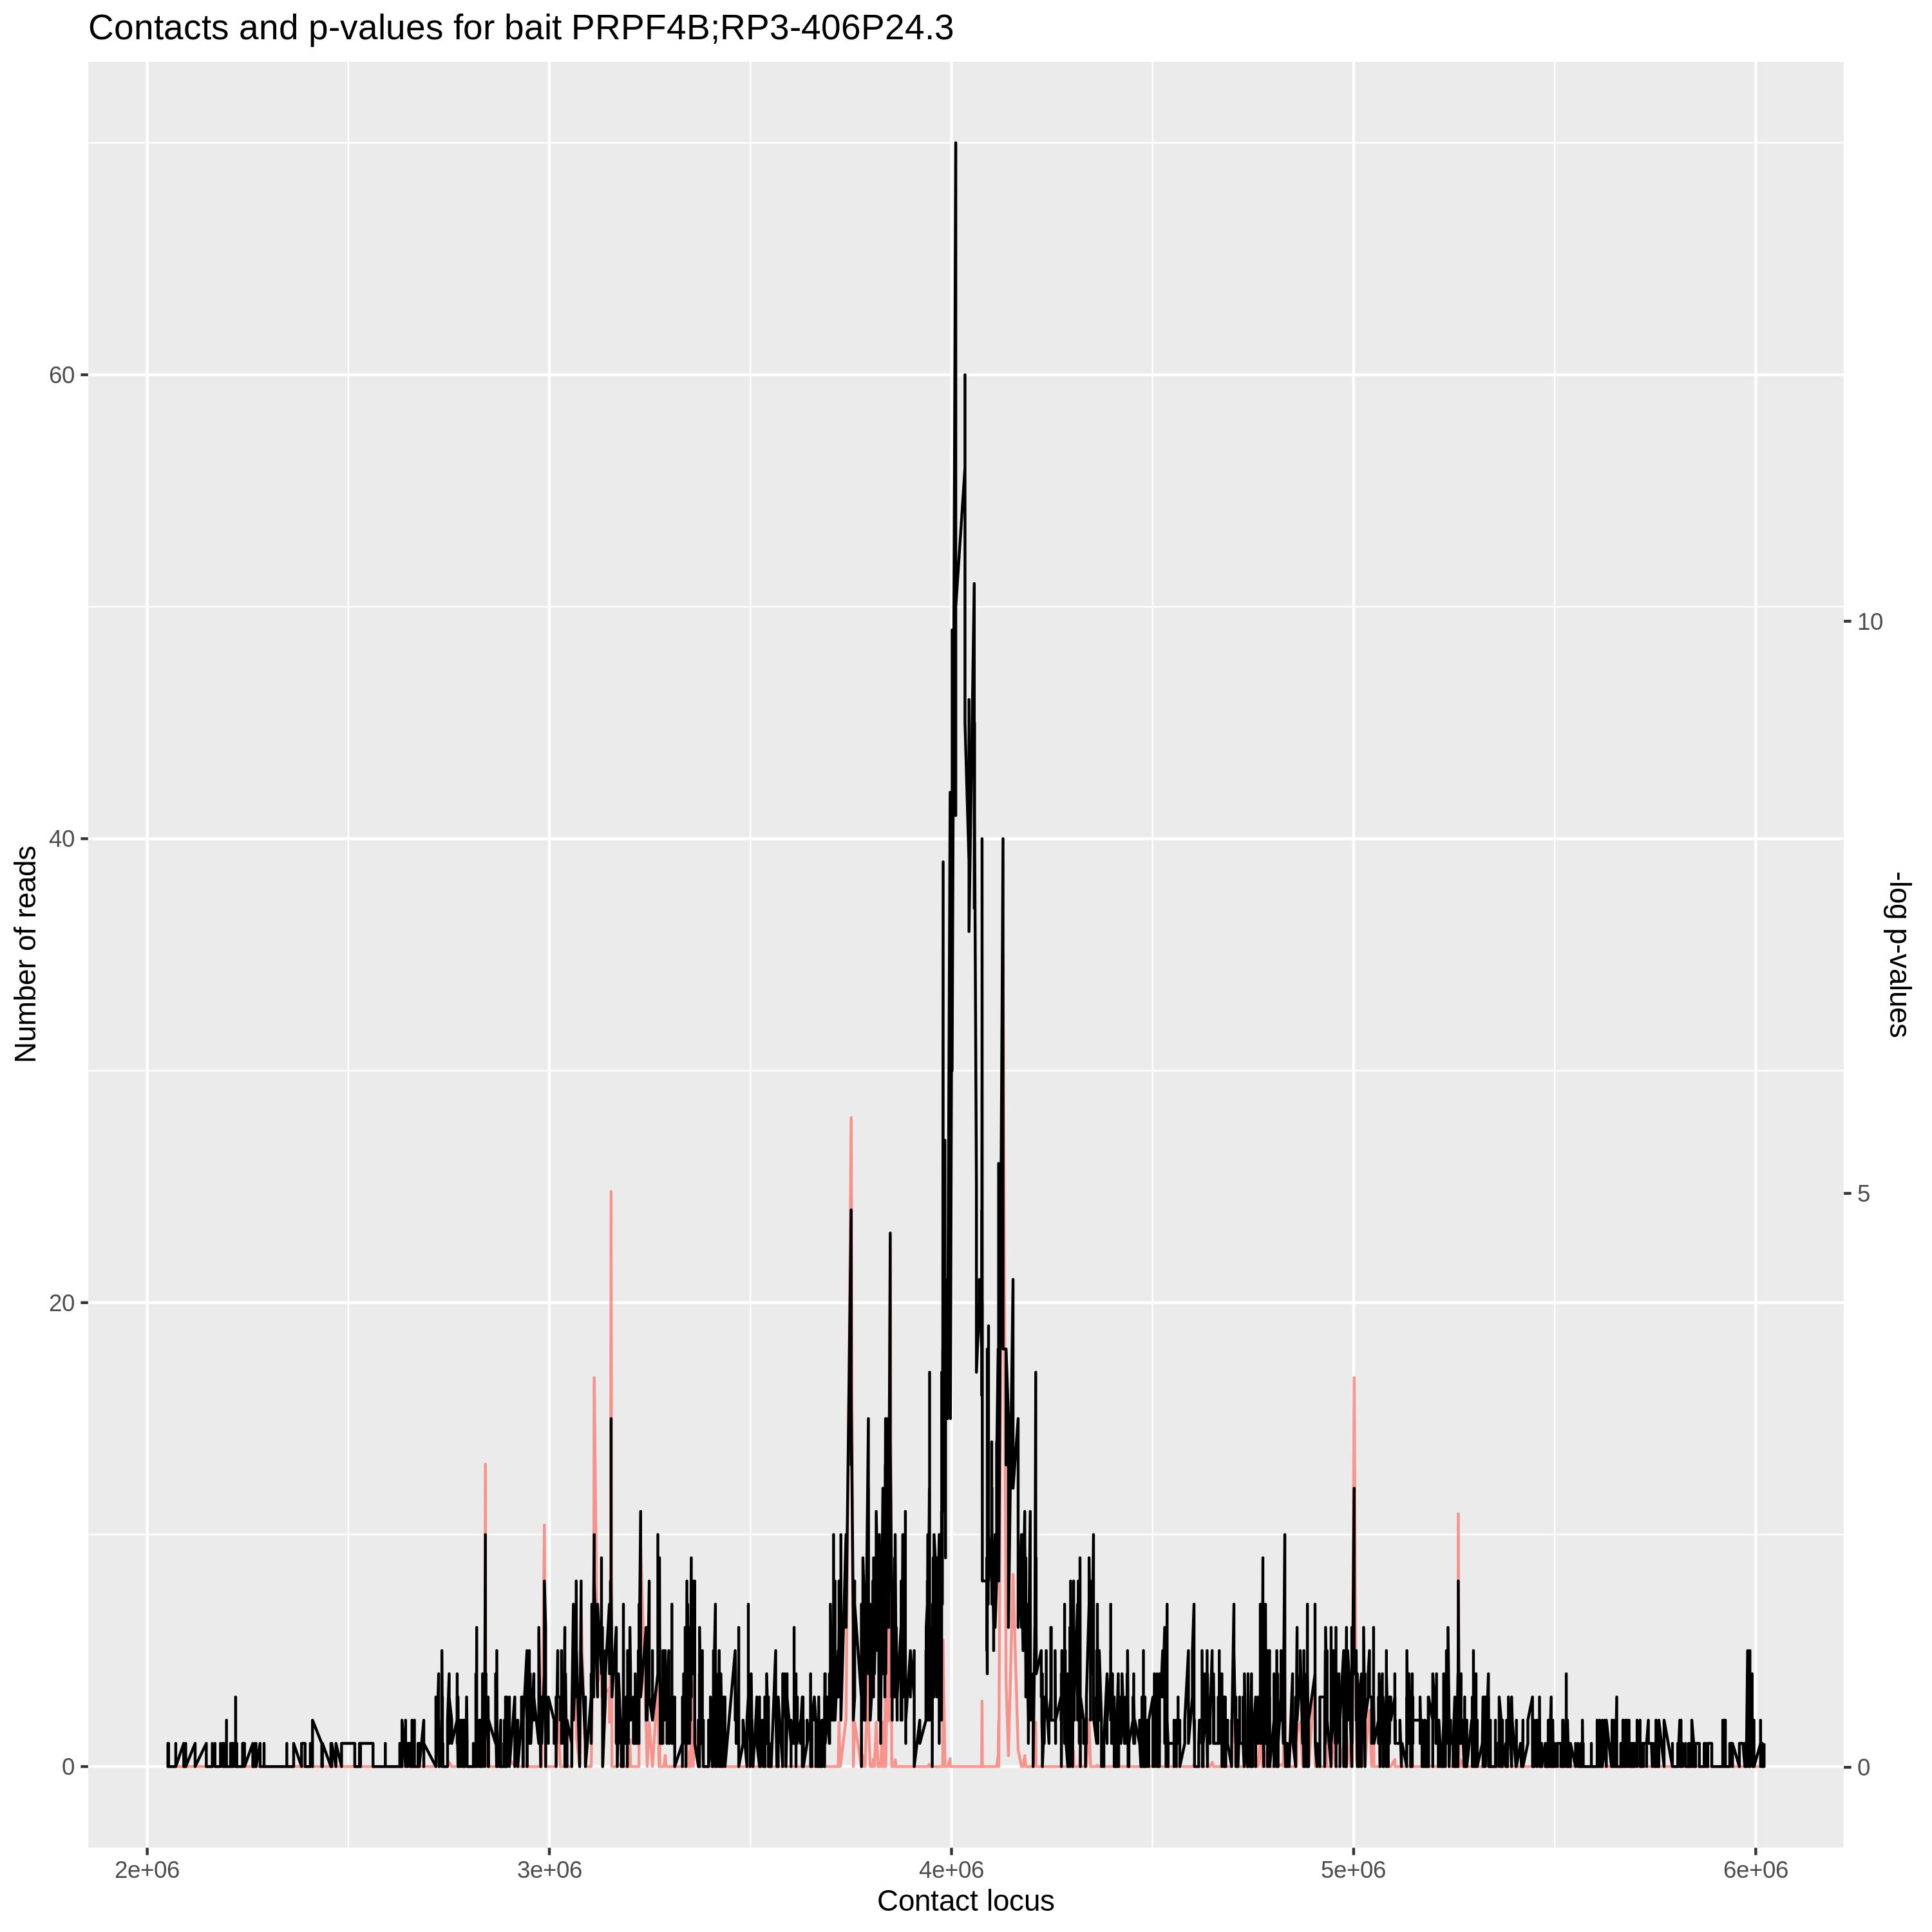 Contacts and p-values for bait PRPF4B;RP3-406P24.3
60
40
20
0
Number of reads
10
5
0
-log p-values
2e+06
3e+06
4e+06
5e+06
6e+06
Contact locus